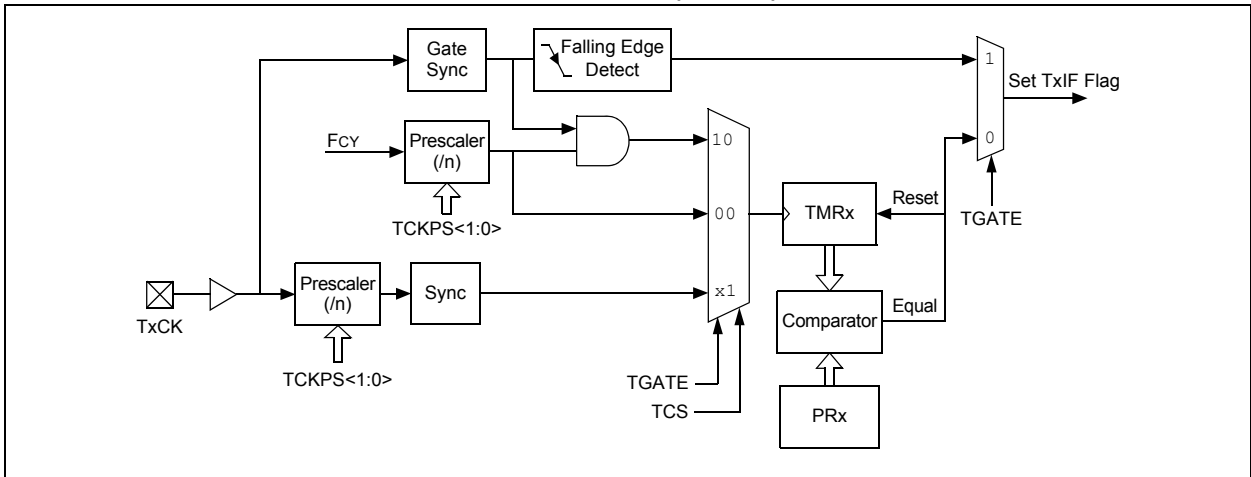 Gate
Sync
Falling Edge
Detect
1
Set TxIF Flag
FCY
Prescaler
(/n)
10
0
TCKPS<1:0>
00
TMRx
Reset
TGATE
TxCK
Prescaler
(/n)
Sync
x1
Comparator
Equal
TCKPS<1:0>
TGATE
TCS
PRx